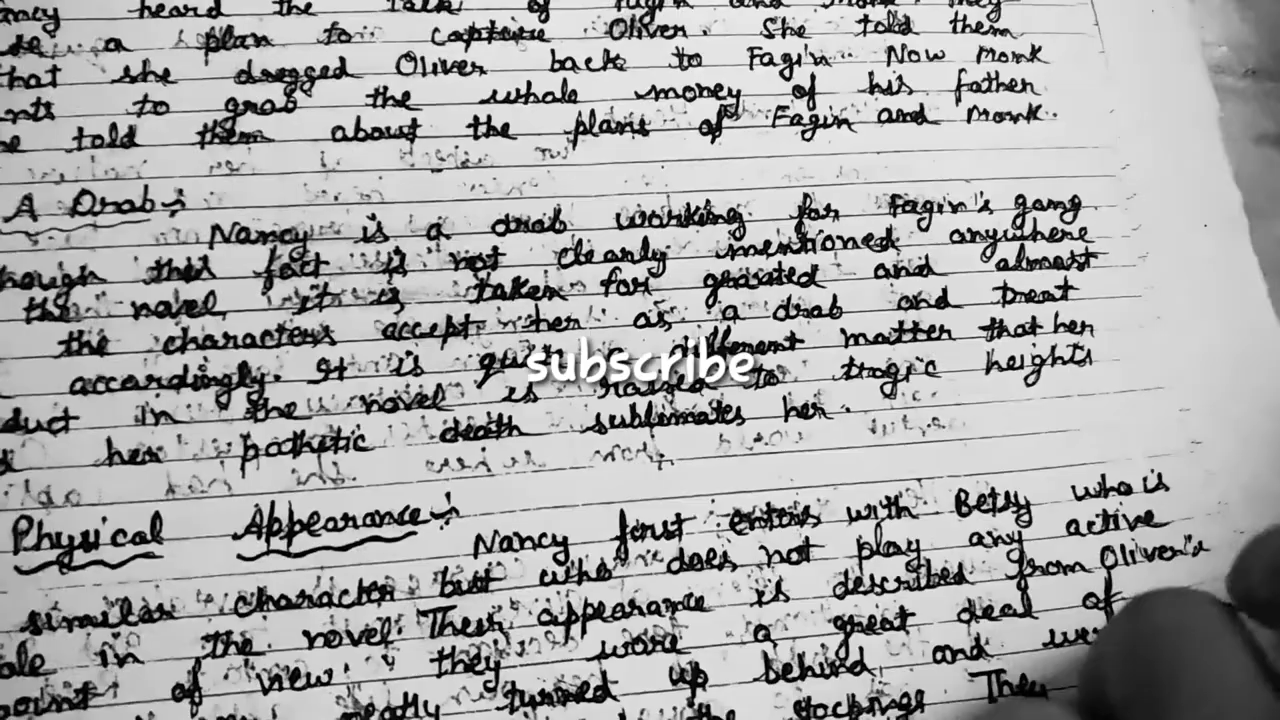 heard the talk of Fagin and Monk. They
a plan to capture Oliver. She told them
that she dragged Oliver back to Fagin. Now Monk
to grab the whole money of his father
told them about the plans of Fagin and Monk.
A Drab:-
Nancy is a drab working for Fagin's gang
this fact is not clearly mentioned anywhere
the novel, it is taken for granted and almost
the characters accept her as a drab and treat
accordingly. It is quite a different matter that her
duct in the novel is raised to tragic heights
her pathetic death sublimates her.
subscribe
Physical Appearance:-
Nancy first enters with Betsy who is
similar character but who does not play any active
in the novel. Their appearance is described from Oliver's
point of view they wore a great deal of
turned up behind and
the stockings. They